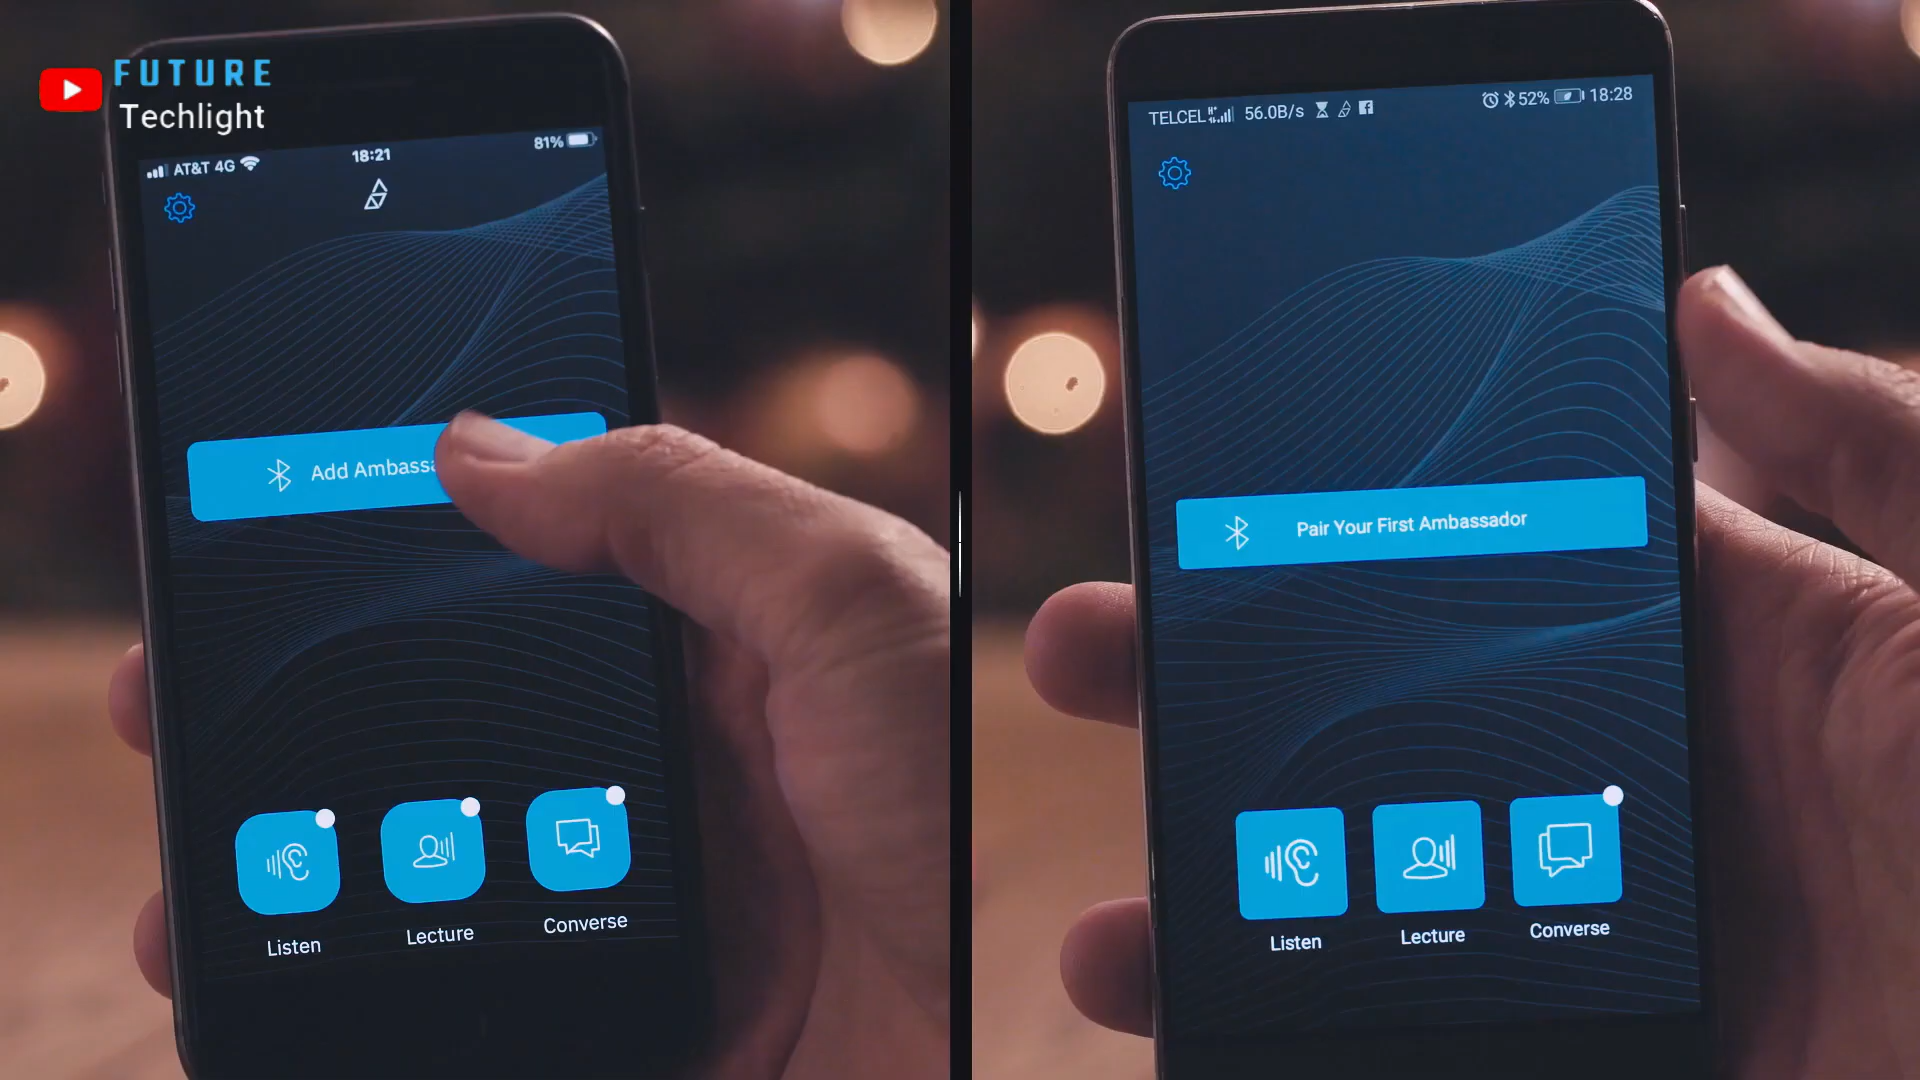 FUTURE
Techlight
AT&T 4G
18:21
81%
Add Ambassa
Listen
Lecture
Converse
TELCEL
56.0B/s
52%
18:28
Pair Your First Ambassador
Listen
Lecture
Converse